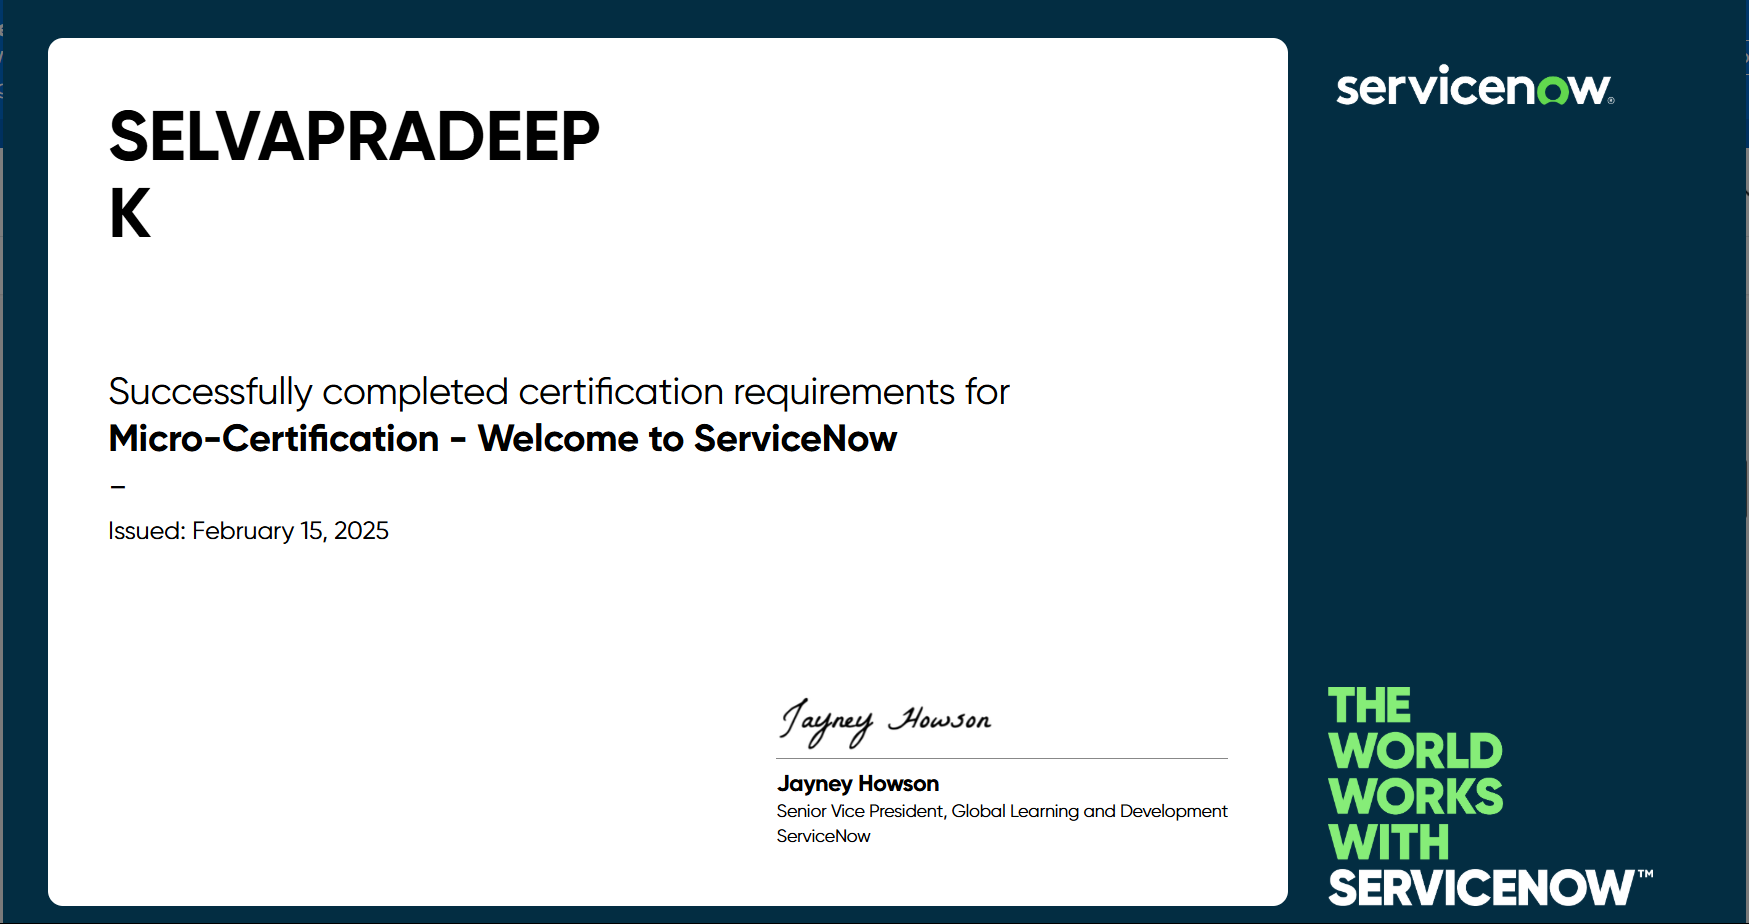 SELVAPRADEEP
K
Successfully completed certification requirements for
Micro-Certification - Welcome to ServiceNow
–
Issued: February 15, 2025
Jayney Howson
Jayney Howson
Senior Vice President, Global Learning and Development
ServiceNow
servicenow®
THE
WORLD
WORKS
WITH
SERVICENOW™